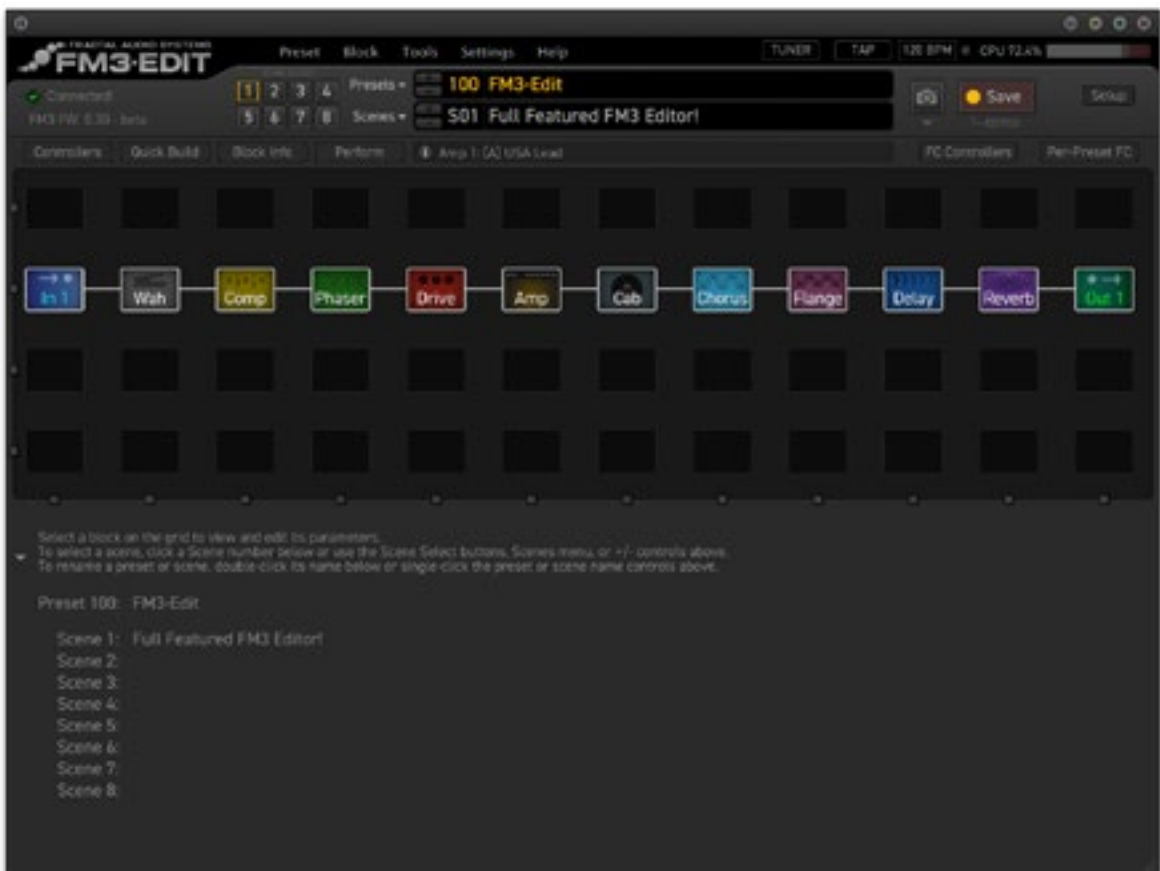 FRACTAL AUDIO SYSTEMS
FM3-EDIT
Preset Block Tools Settings Help
TUNER TAP 120 BPM CPU 72.4%
Connected!
1 2 3 4
Presets
100 FM3-Edit
Save
Setup
5 6 7 8
Scenes
S01 Full Featured FM3 Editor!
Controllers Quick Build Block Info Perform Amp 1: [A] USA Lead FC Controllers Per-Preset FC
In 1 Wah Comp Phaser Drive Amp Cab Chorus Flange Delay Reverb Out 1
Select a block on the grid to view and edit its parameters.
To select a scene, click a Scene number below or use the Scene Select buttons, Scenes menu, or +/- controls above.
To rename a preset or scene, double-click its name below or single-click the preset or scene name controls above.
Preset 100: FM3-Edit
Scene 1: Full Featured FM3 Editor!
Scene 2:
Scene 3:
Scene 4:
Scene 5:
Scene 6:
Scene 7:
Scene 8: